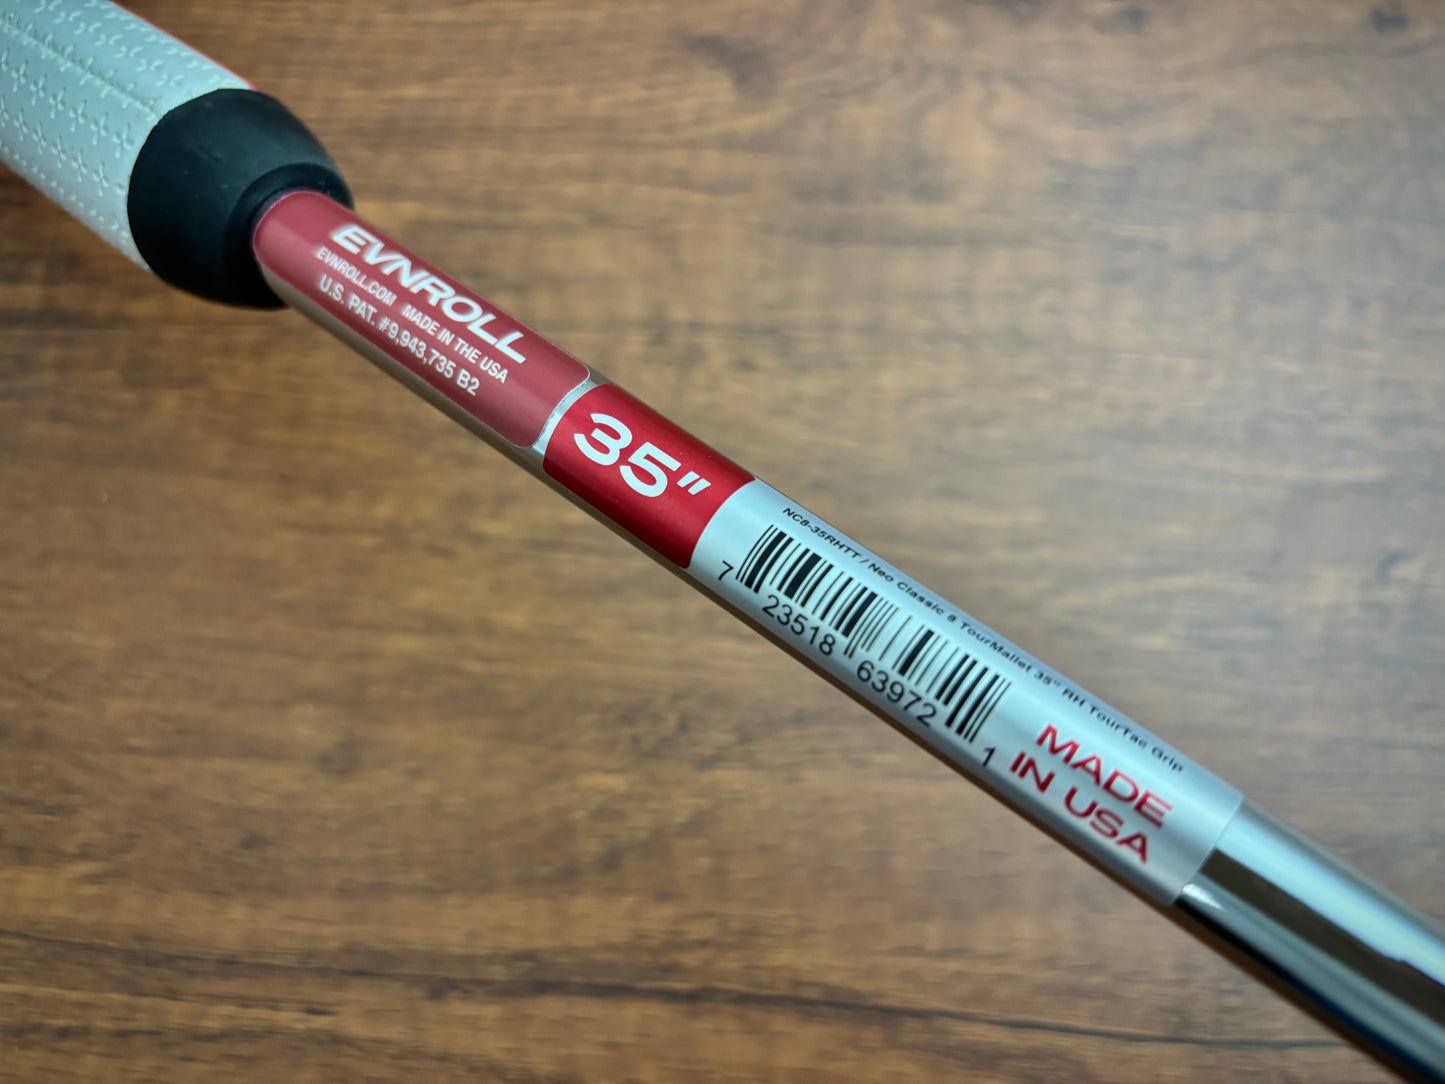 EVNROLL
EVNROLL.COM MADE IN THE USA
U.S. PAT. #9,943,735 B2
35"
NC8-35RHTT / Neo Classic 8 TourMallet 35" RH TourTac Grip
7 23518 63972 1
MADE
IN USA